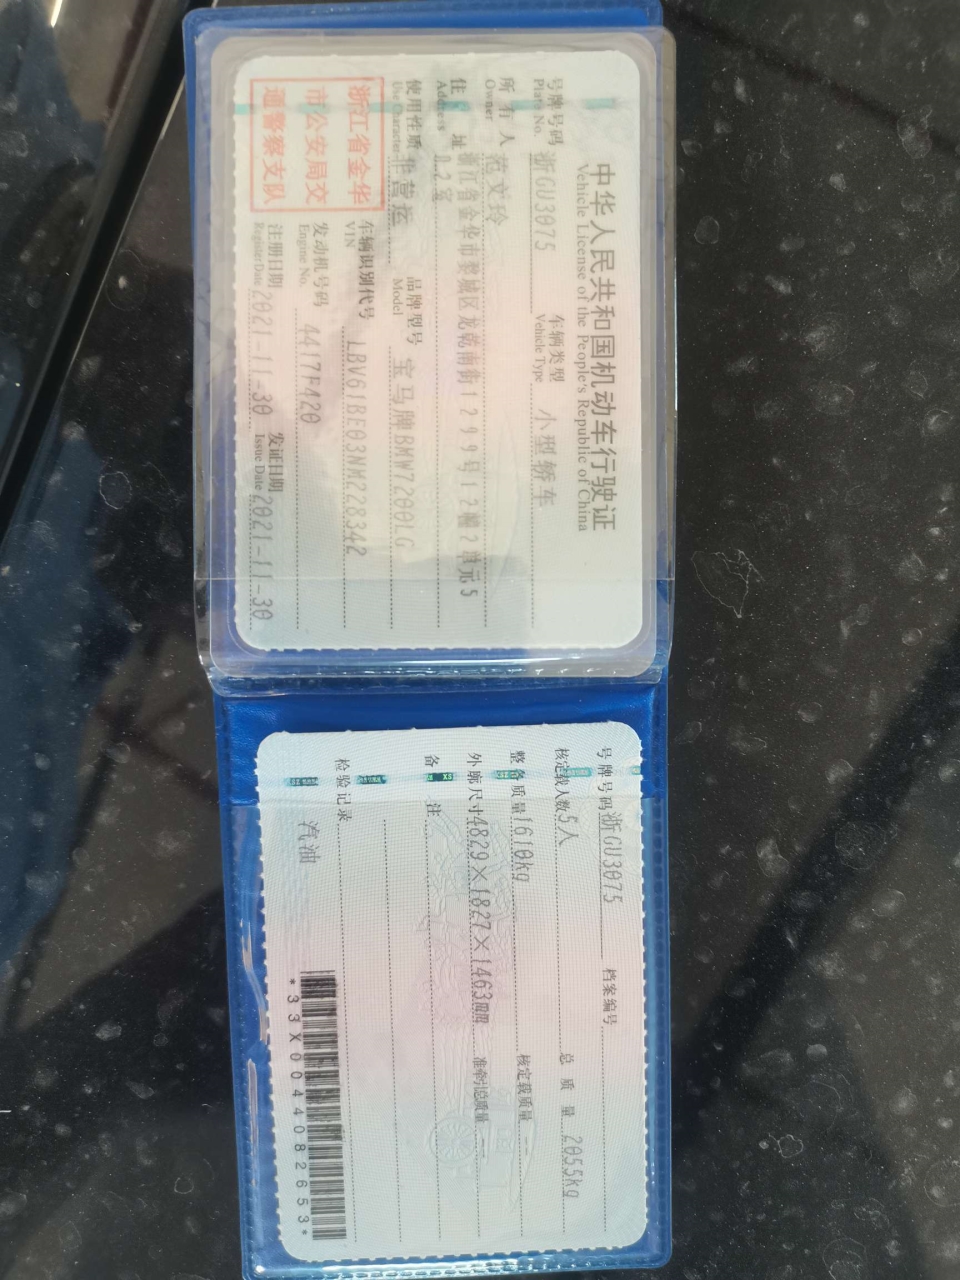 中华人民共和国机动车行驶证
Vehicle License of the People's Republic of China
号牌号码 浙GU3075 车辆类型 小型轿车
Plate No. Vehicle Type
所有人 范文玲
Owner
住址 浙江省金华市婺城区龙乾南街1299号12幢2单元5
Address 02室
使用性质 非营运 品牌型号 宝马牌BMW7200LG
Use Character Model
浙江省金华
市公安局交
通警察支队
车辆识别代号 LBV61BE03NM228342
VIN
发动机号码 4417F420
Engine No.
注册日期 2021-11-30 发证日期 2021-11-30
Register Date Issue Date
号牌号码 浙GU3075 档案编号
核定载人数 5人 总质量 2055kg
整备质量 1610kg 核定载质量 --
外廓尺寸 4829×1827×1463mm 准牵引总质量 --
备注
检验记录
汽油
*33X0044082653*